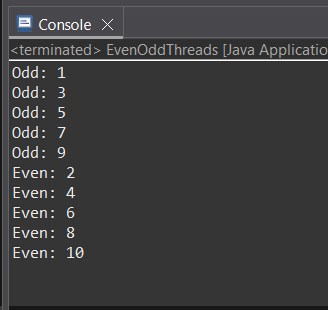 Console
<terminated> EvenOddThreads [Java Applicatio
Odd: 1
Odd: 3
Odd: 5
Odd: 7
Odd: 9
Even: 2
Even: 4
Even: 6
Even: 8
Even: 10